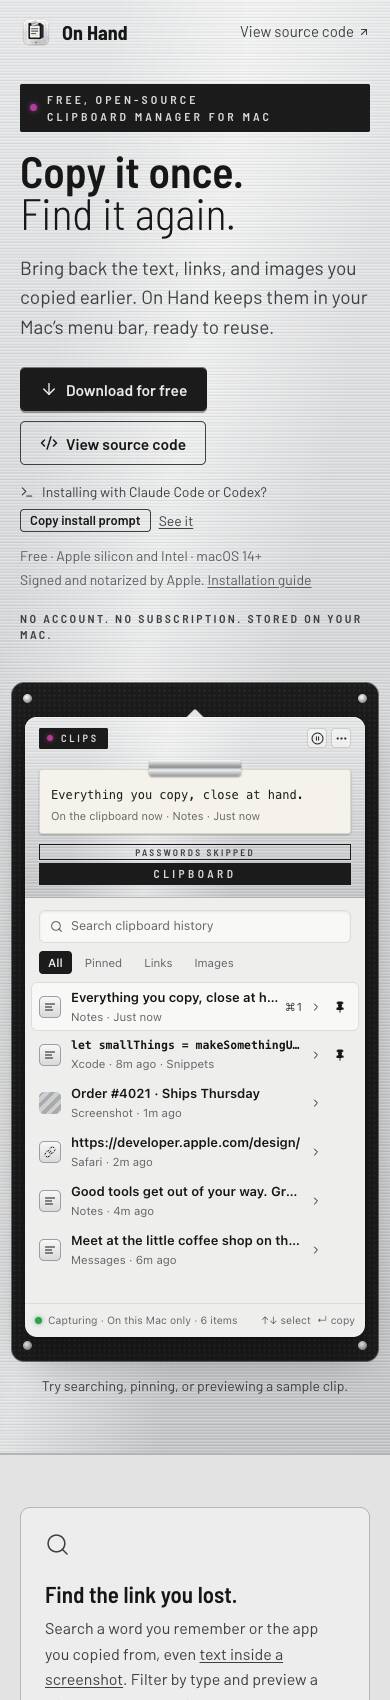 On Hand
View source code ↗
FREE, OPEN-SOURCE
CLIPBOARD MANAGER FOR MAC
Copy it once.
Find it again.
Bring back the text, links, and images you
copied earlier. On Hand keeps them in your
Mac’s menu bar, ready to reuse.
Download for free
View source code
Installing with Claude Code or Codex?
Copy install prompt See it
Free · Apple silicon and Intel · macOS 14+
Signed and notarized by Apple. Installation guide
NO ACCOUNT. NO SUBSCRIPTION. STORED ON YOUR
MAC.
CLIPS
Everything you copy, close at hand.
On the clipboard now · Notes · Just now
PASSWORDS SKIPPED
CLIPBOARD
Search clipboard history
All Pinned Links Images
Everything you copy, close at h... ⌘1
Notes · Just now
let smallThings = makeSomethingU…
Xcode · 8m ago · Snippets
Order #4021 · Ships Thursday
Screenshot · 1m ago
https://developer.apple.com/design/
Safari · 2m ago
Good tools get out of your way. Gr...
Notes · 4m ago
Meet at the little coffee shop on th...
Messages · 6m ago
Capturing · On this Mac only · 6 items ↑↓ select ↵ copy
Try searching, pinning, or previewing a sample clip.
Find the link you lost.
Search a word you remember or the app
you copied from, even text inside a
screenshot. Filter by type and preview a